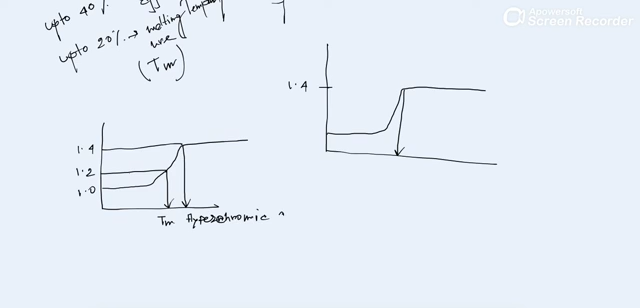 upto 40%
upto 20% → melting temp
(Tm)
1.4
1.4
1.2
1.0
Tm Hyperchromic
Apowersoft
Screen Recorder